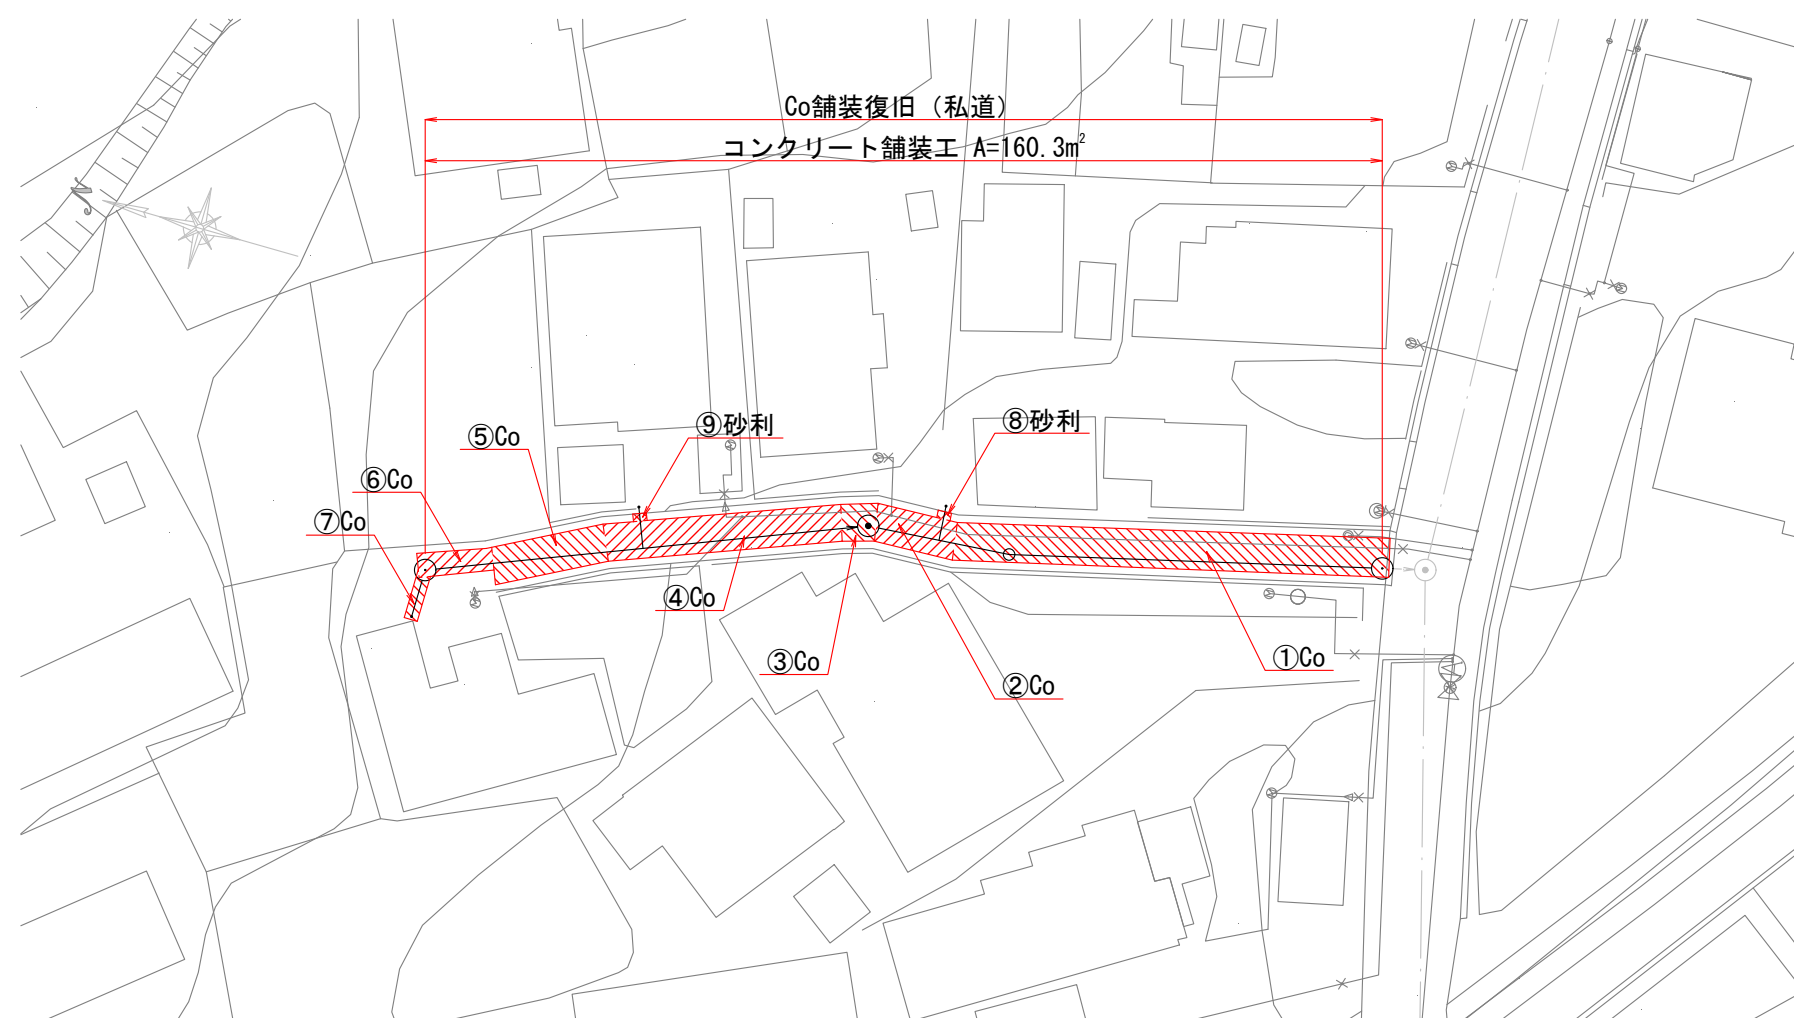 Co舗装復旧（私道）
コンクリート舗装工 A=160.3m²
⑨砂利
⑧砂利
⑤Co
⑥Co
⑦Co
④Co
③Co
②Co
①Co
N